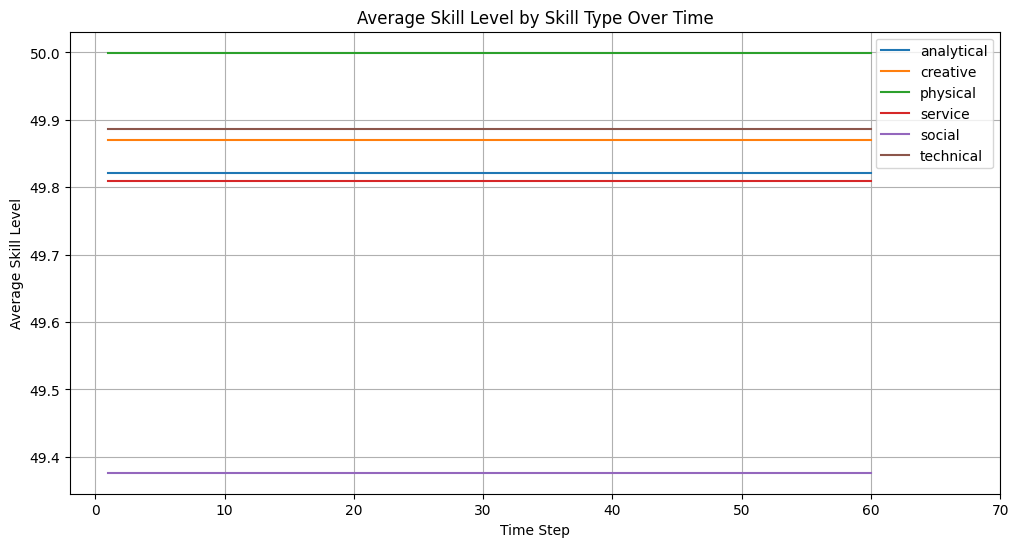 Average Skill Level by Skill Type Over Time
Average Skill Level
50.0
49.9
49.8
49.7
49.6
49.5
49.4
analytical
creative
physical
service
social
technical
0 10 20 30 40 50 60 70
Time Step